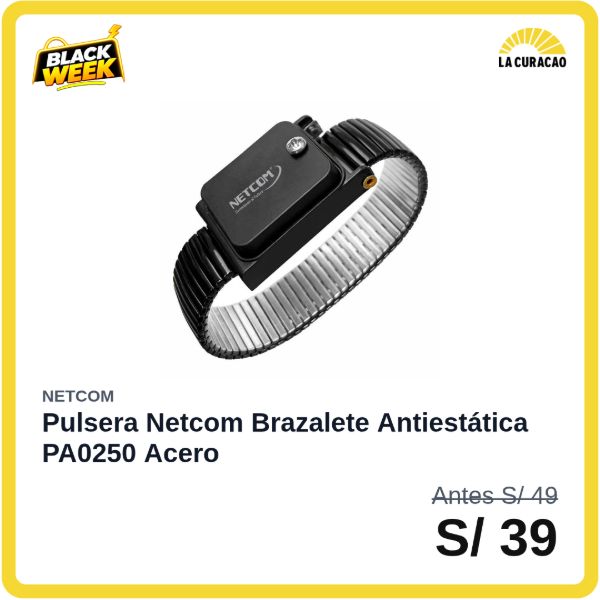 BLACK
WEEK
LA CURACAO
NETCOM
NETCOM
Pulsera Netcom Brazalete Antiestática
PA0250 Acero
Antes S/ 49
S/ 39